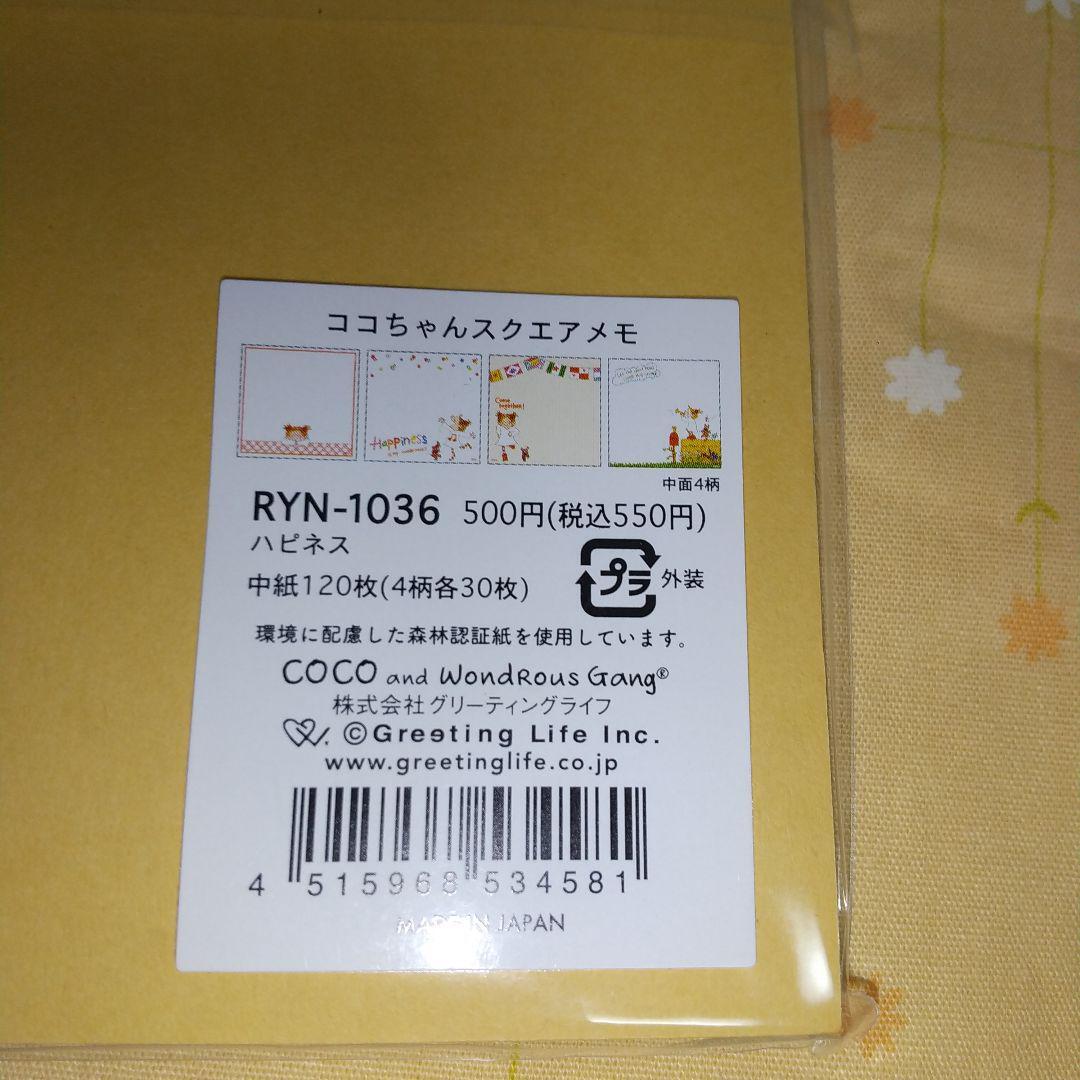 ココちゃんスクエアメモ
Happiness
Come together!
中面4柄
RYN-1036 500円(税込550円)
ハピネス
プラ 外装
中紙120枚(4柄各30枚)
環境に配慮した森林認証紙を使用しています。
COCO and Wondrous Gang®
株式会社グリーティングライフ
©Greeting Life Inc.
www.greetinglife.co.jp
4 515968 534581
MADE IN JAPAN